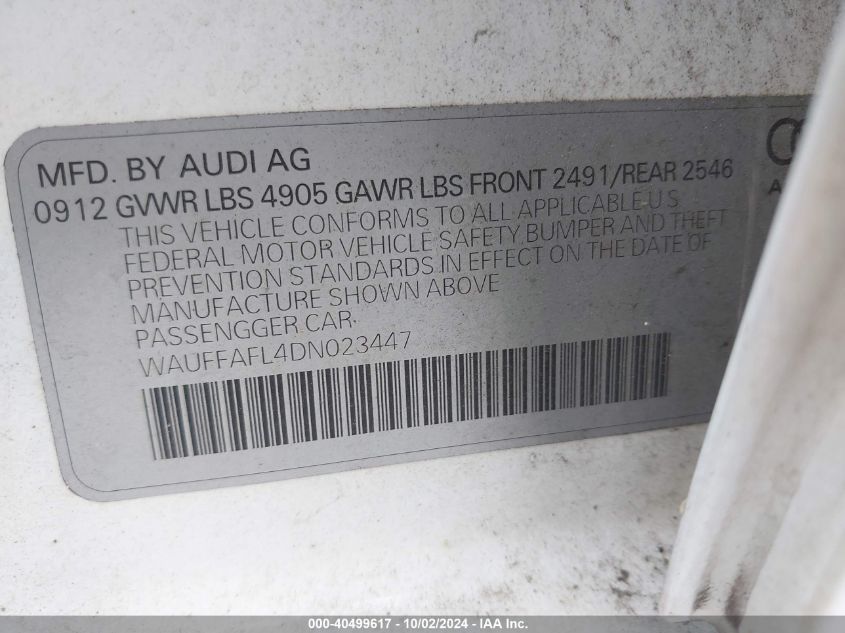 MFD. BY AUDI AG
0912 GVWR LBS 4905 GAWR LBS FRONT 2491/REAR 2546
THIS VEHICLE CONFORMS TO ALL APPLICABLE U S
FEDERAL MOTOR VEHICLE SAFETY BUMPER AND THEFT
PREVENTION STANDARDS IN EFFECT ON THE DATE OF
MANUFACTURE SHOWN ABOVE
PASSENGGER CAR
WAUFFAFL4DN023447
000-40499617 - 10/02/2024 - IAA Inc.